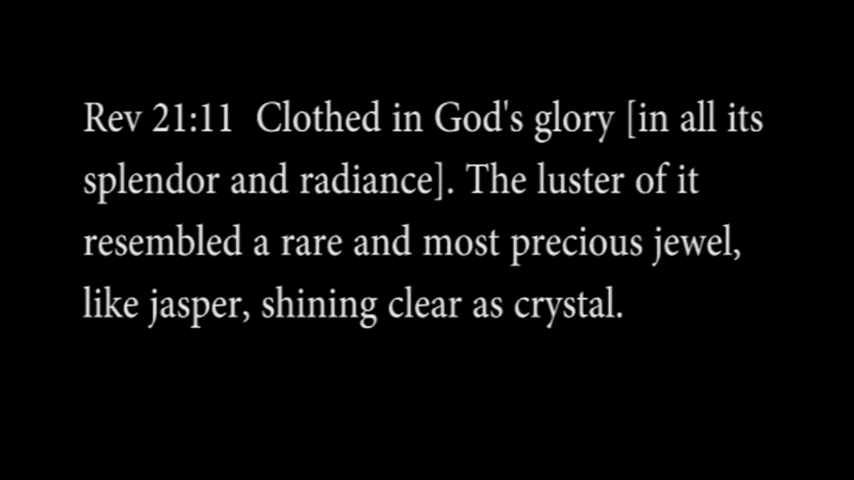 Rev 21:11  Clothed in God's glory [in all its
splendor and radiance]. The luster of it
resembled a rare and most precious jewel,
like jasper, shining clear as crystal.